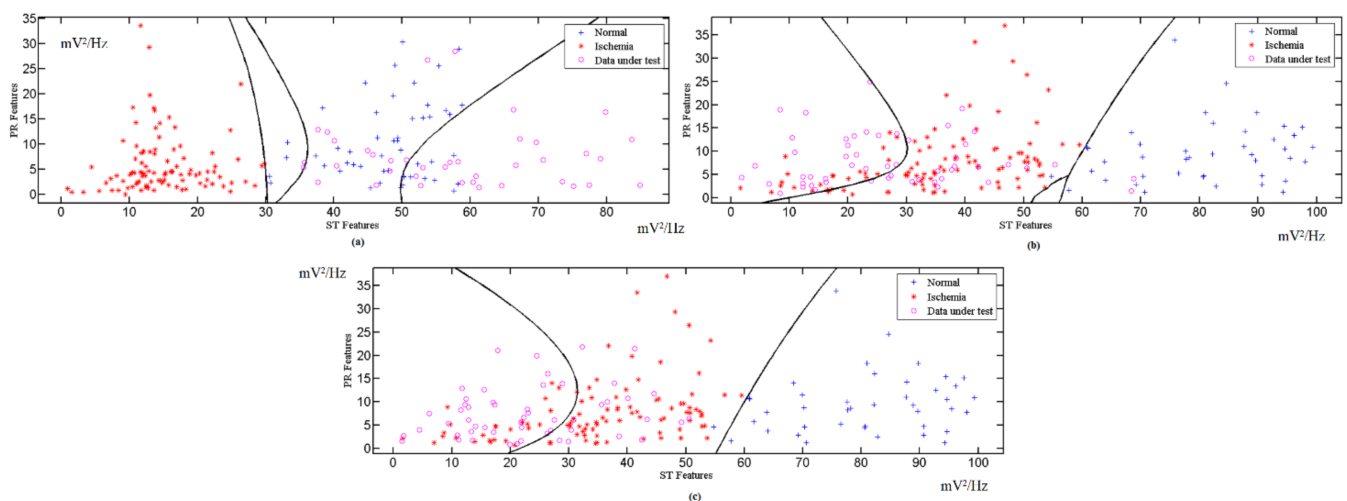 35
30
25
20
15
10
5
0
mV²/Hz
PR Features
Normal
Ischemia
Data under test
0 10 20 30 40 50 60 70 80
ST Features
mV²/Hz
(a)
mV²/Hz
35
30
25
20
15
10
5
0
PR Features
Normal
Ischemia
Data under test
0 10 20 30 40 50 60 70 80 90 100
ST Features
mV²/Hz
(b)
mV²/Hz
35
30
25
20
15
10
5
0
PR Features
Normal
Ischemia
Data under test
0 10 20 30 40 50 60 70 80 90 100
ST Features
mV²/Hz
(c)